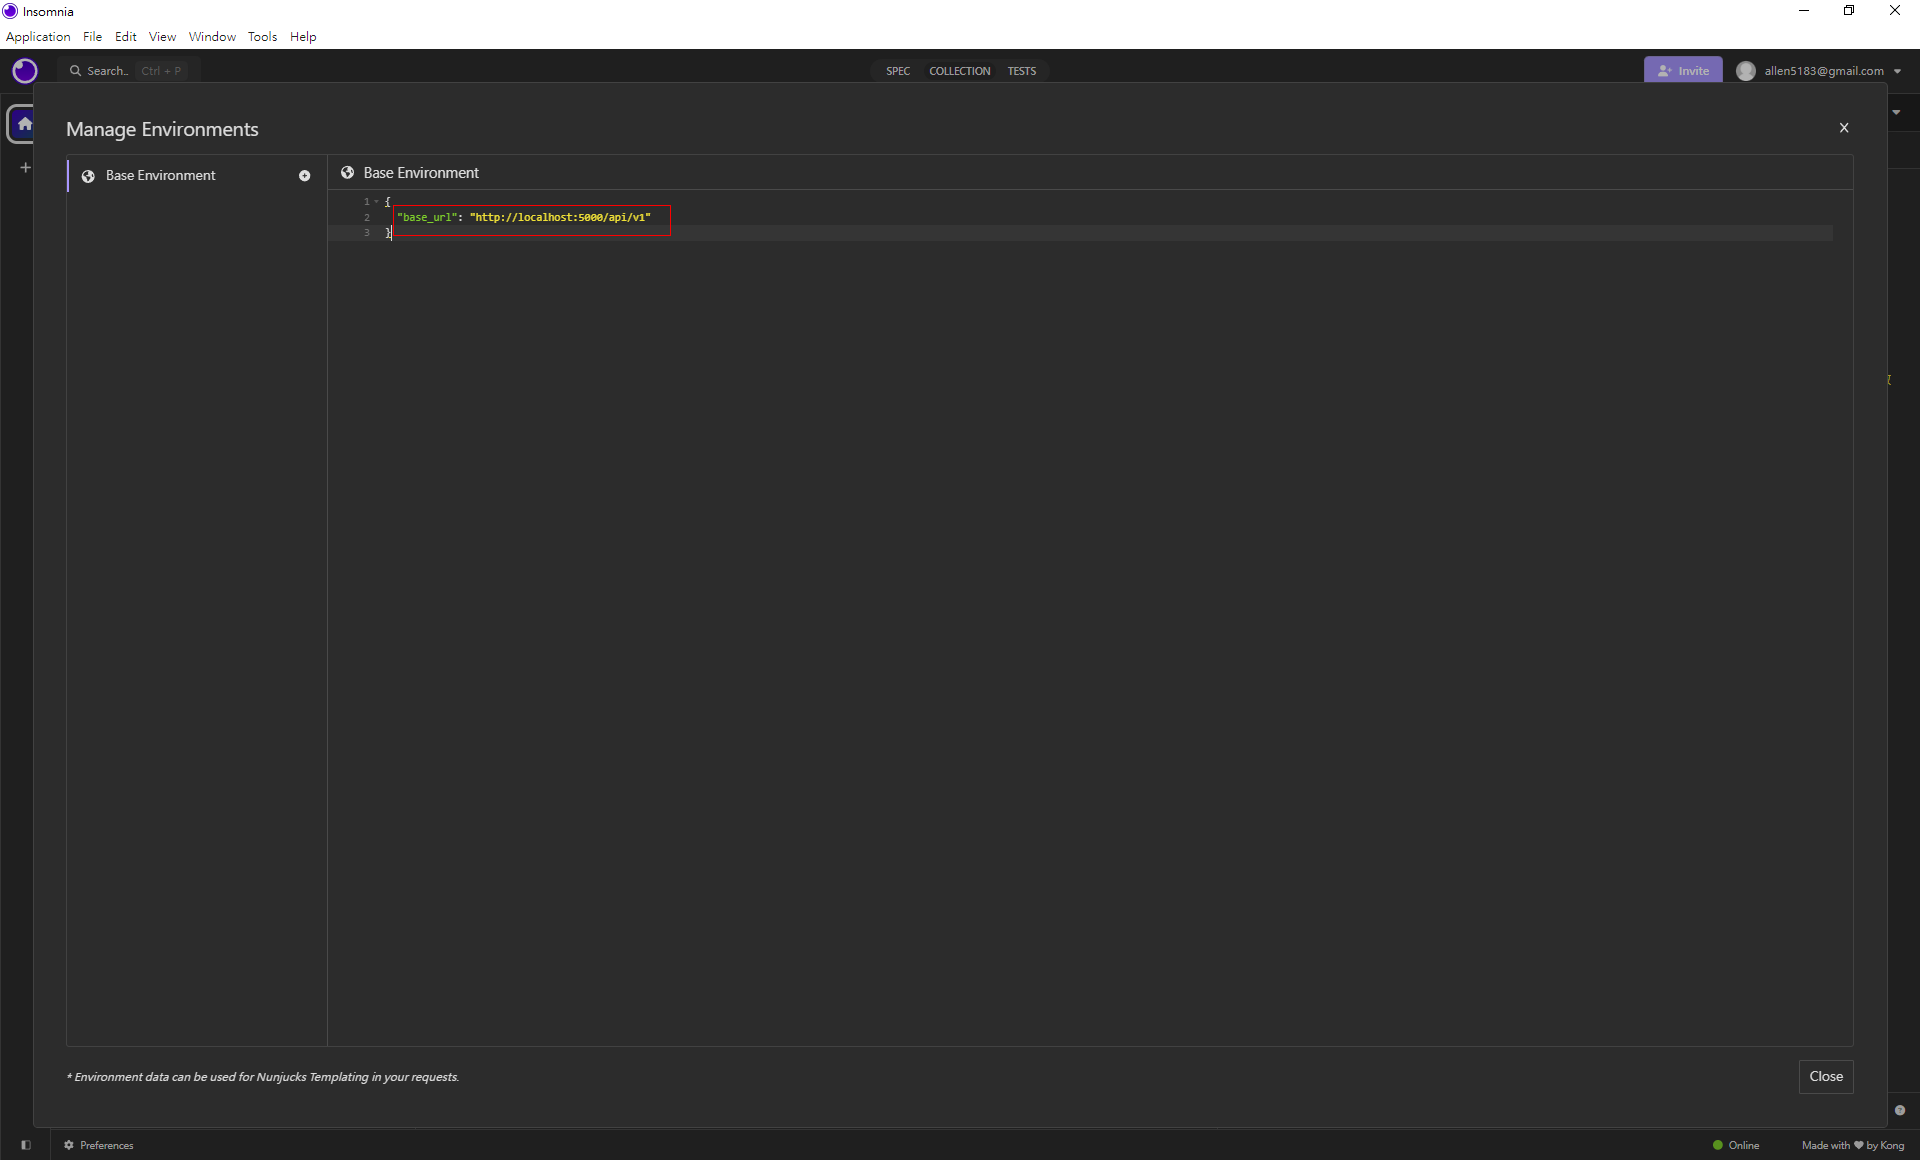 Insomnia
Application File Edit View Window Tools Help
Search.. Ctrl + P
SPEC COLLECTION TESTS
Invite
allen5183@gmail.com
Manage Environments
X
Base Environment
Base Environment
1 {
2 "base_url": "http://localhost:5000/api/v1"
3 }
* Environment data can be used for Nunjucks Templating in your requests.
Close
Preferences
Online
Made with ♥ by Kong